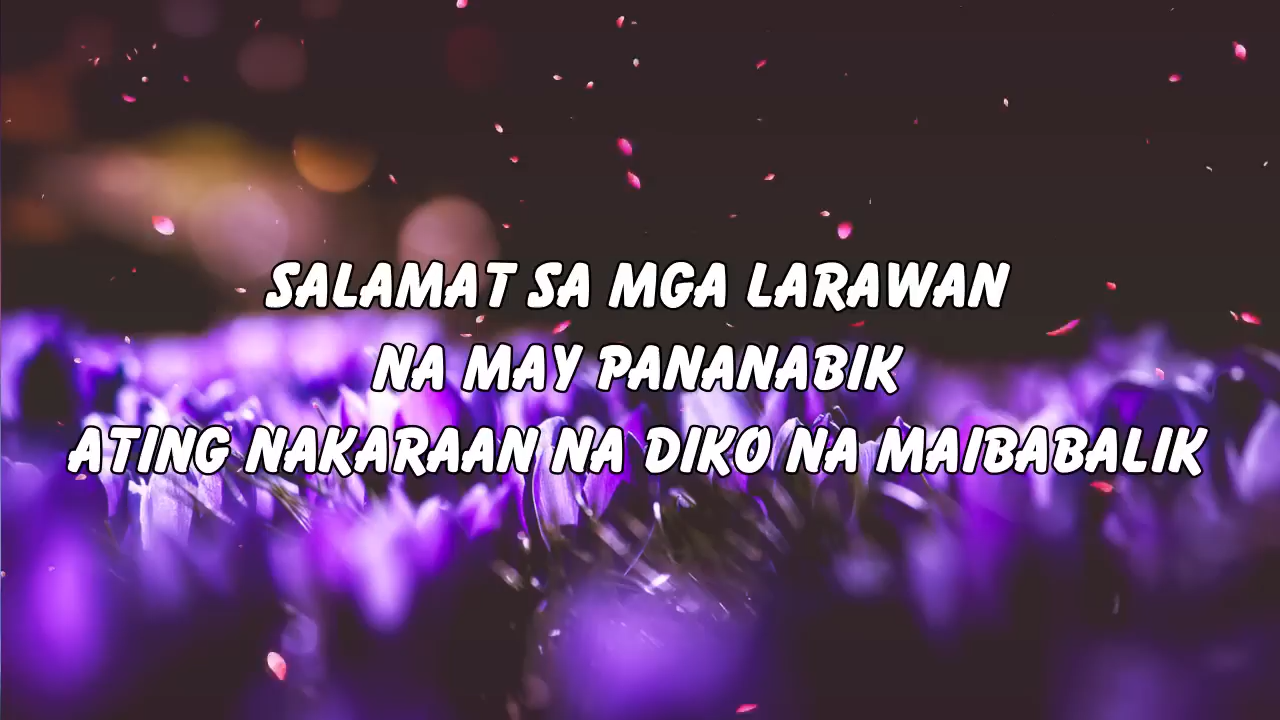 SALAMAT SA MGA LARAWAN
NA MAY PANANABIK
ATING NAKARAAN NA DIKO NA MAIBABALIK